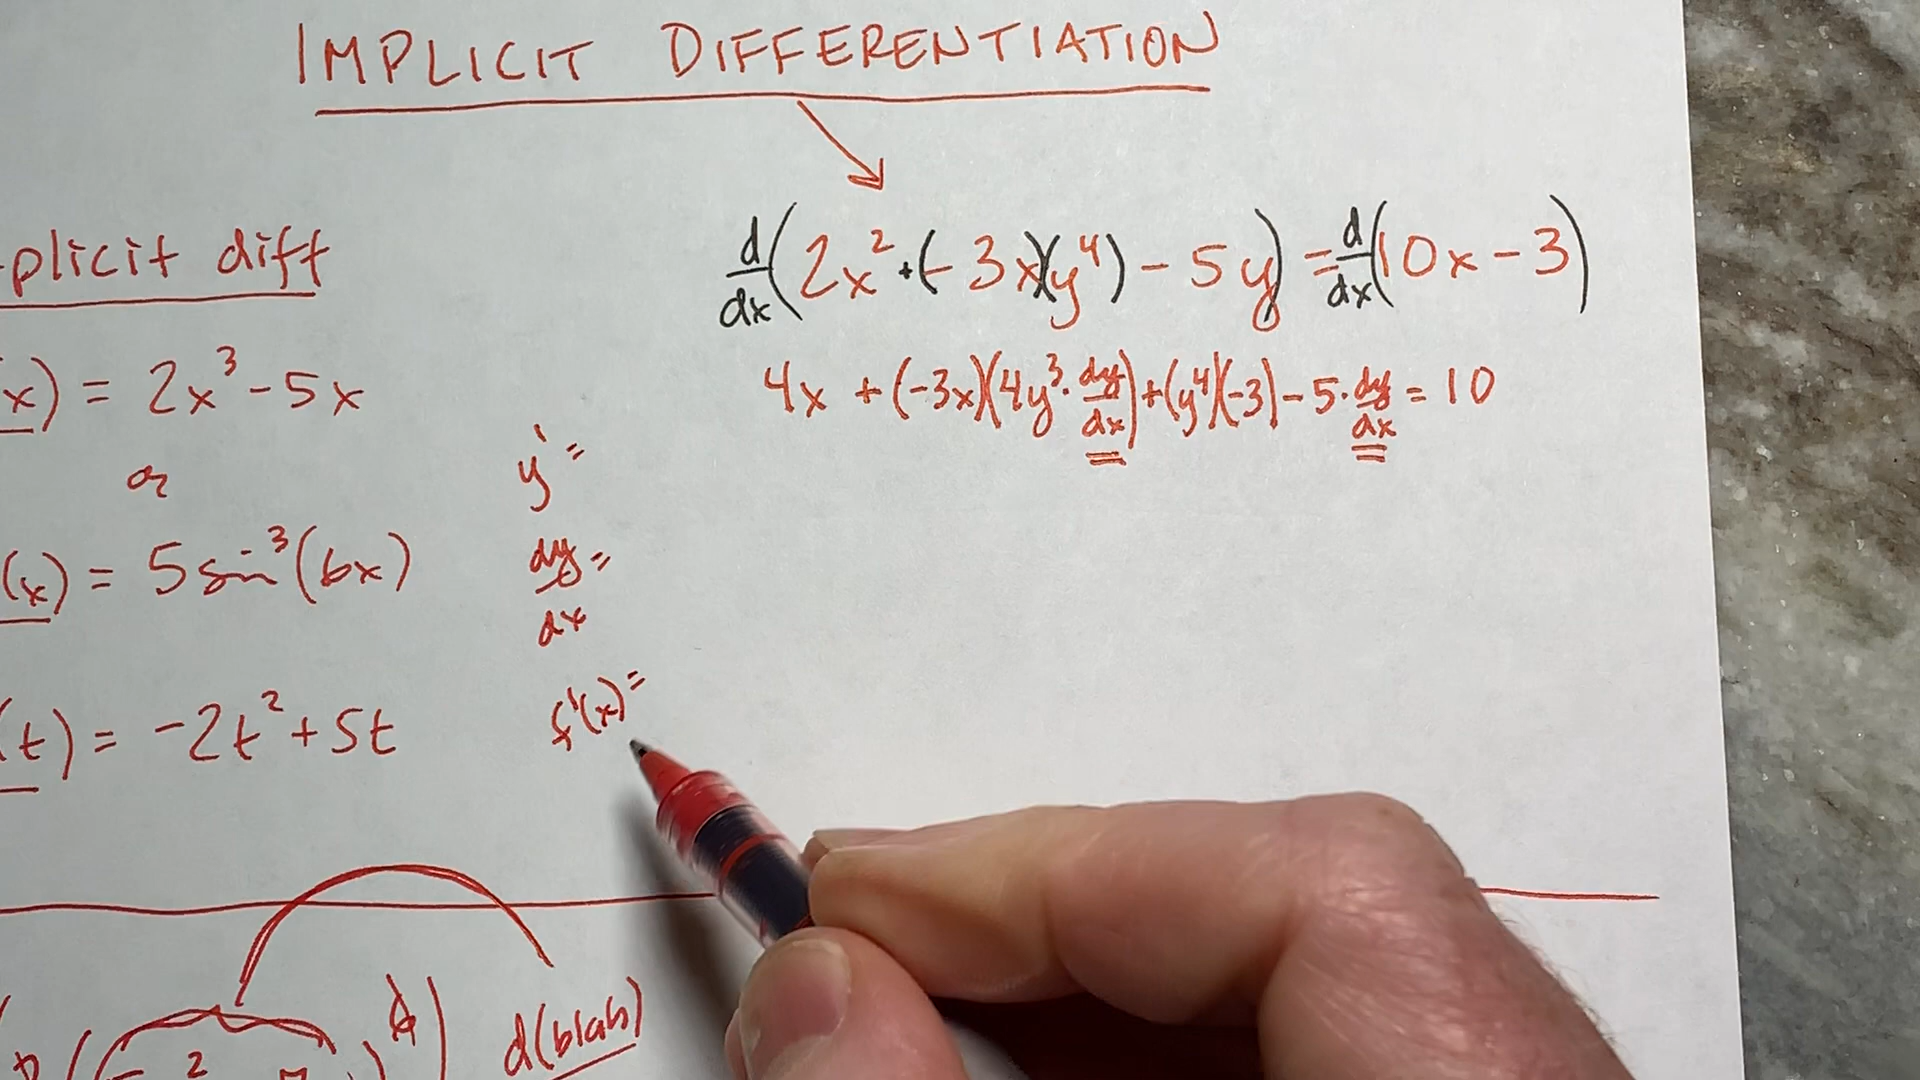 IMPLICIT DIFFERENTIATION
plicit diff
d/dx(2x² + (-3x)(y⁴) - 5y) = d/dx(10x - 3)
4x + (-3x)(4y³ · dy/dx) + (y⁴)(-3) - 5 · dy/dx = 10
x) = 2x³ - 5x
or
(x) = 5sin³(6x)
(t) = -2t² + 5t
y' =
dy/dx =
f'(x) =
d(blah)